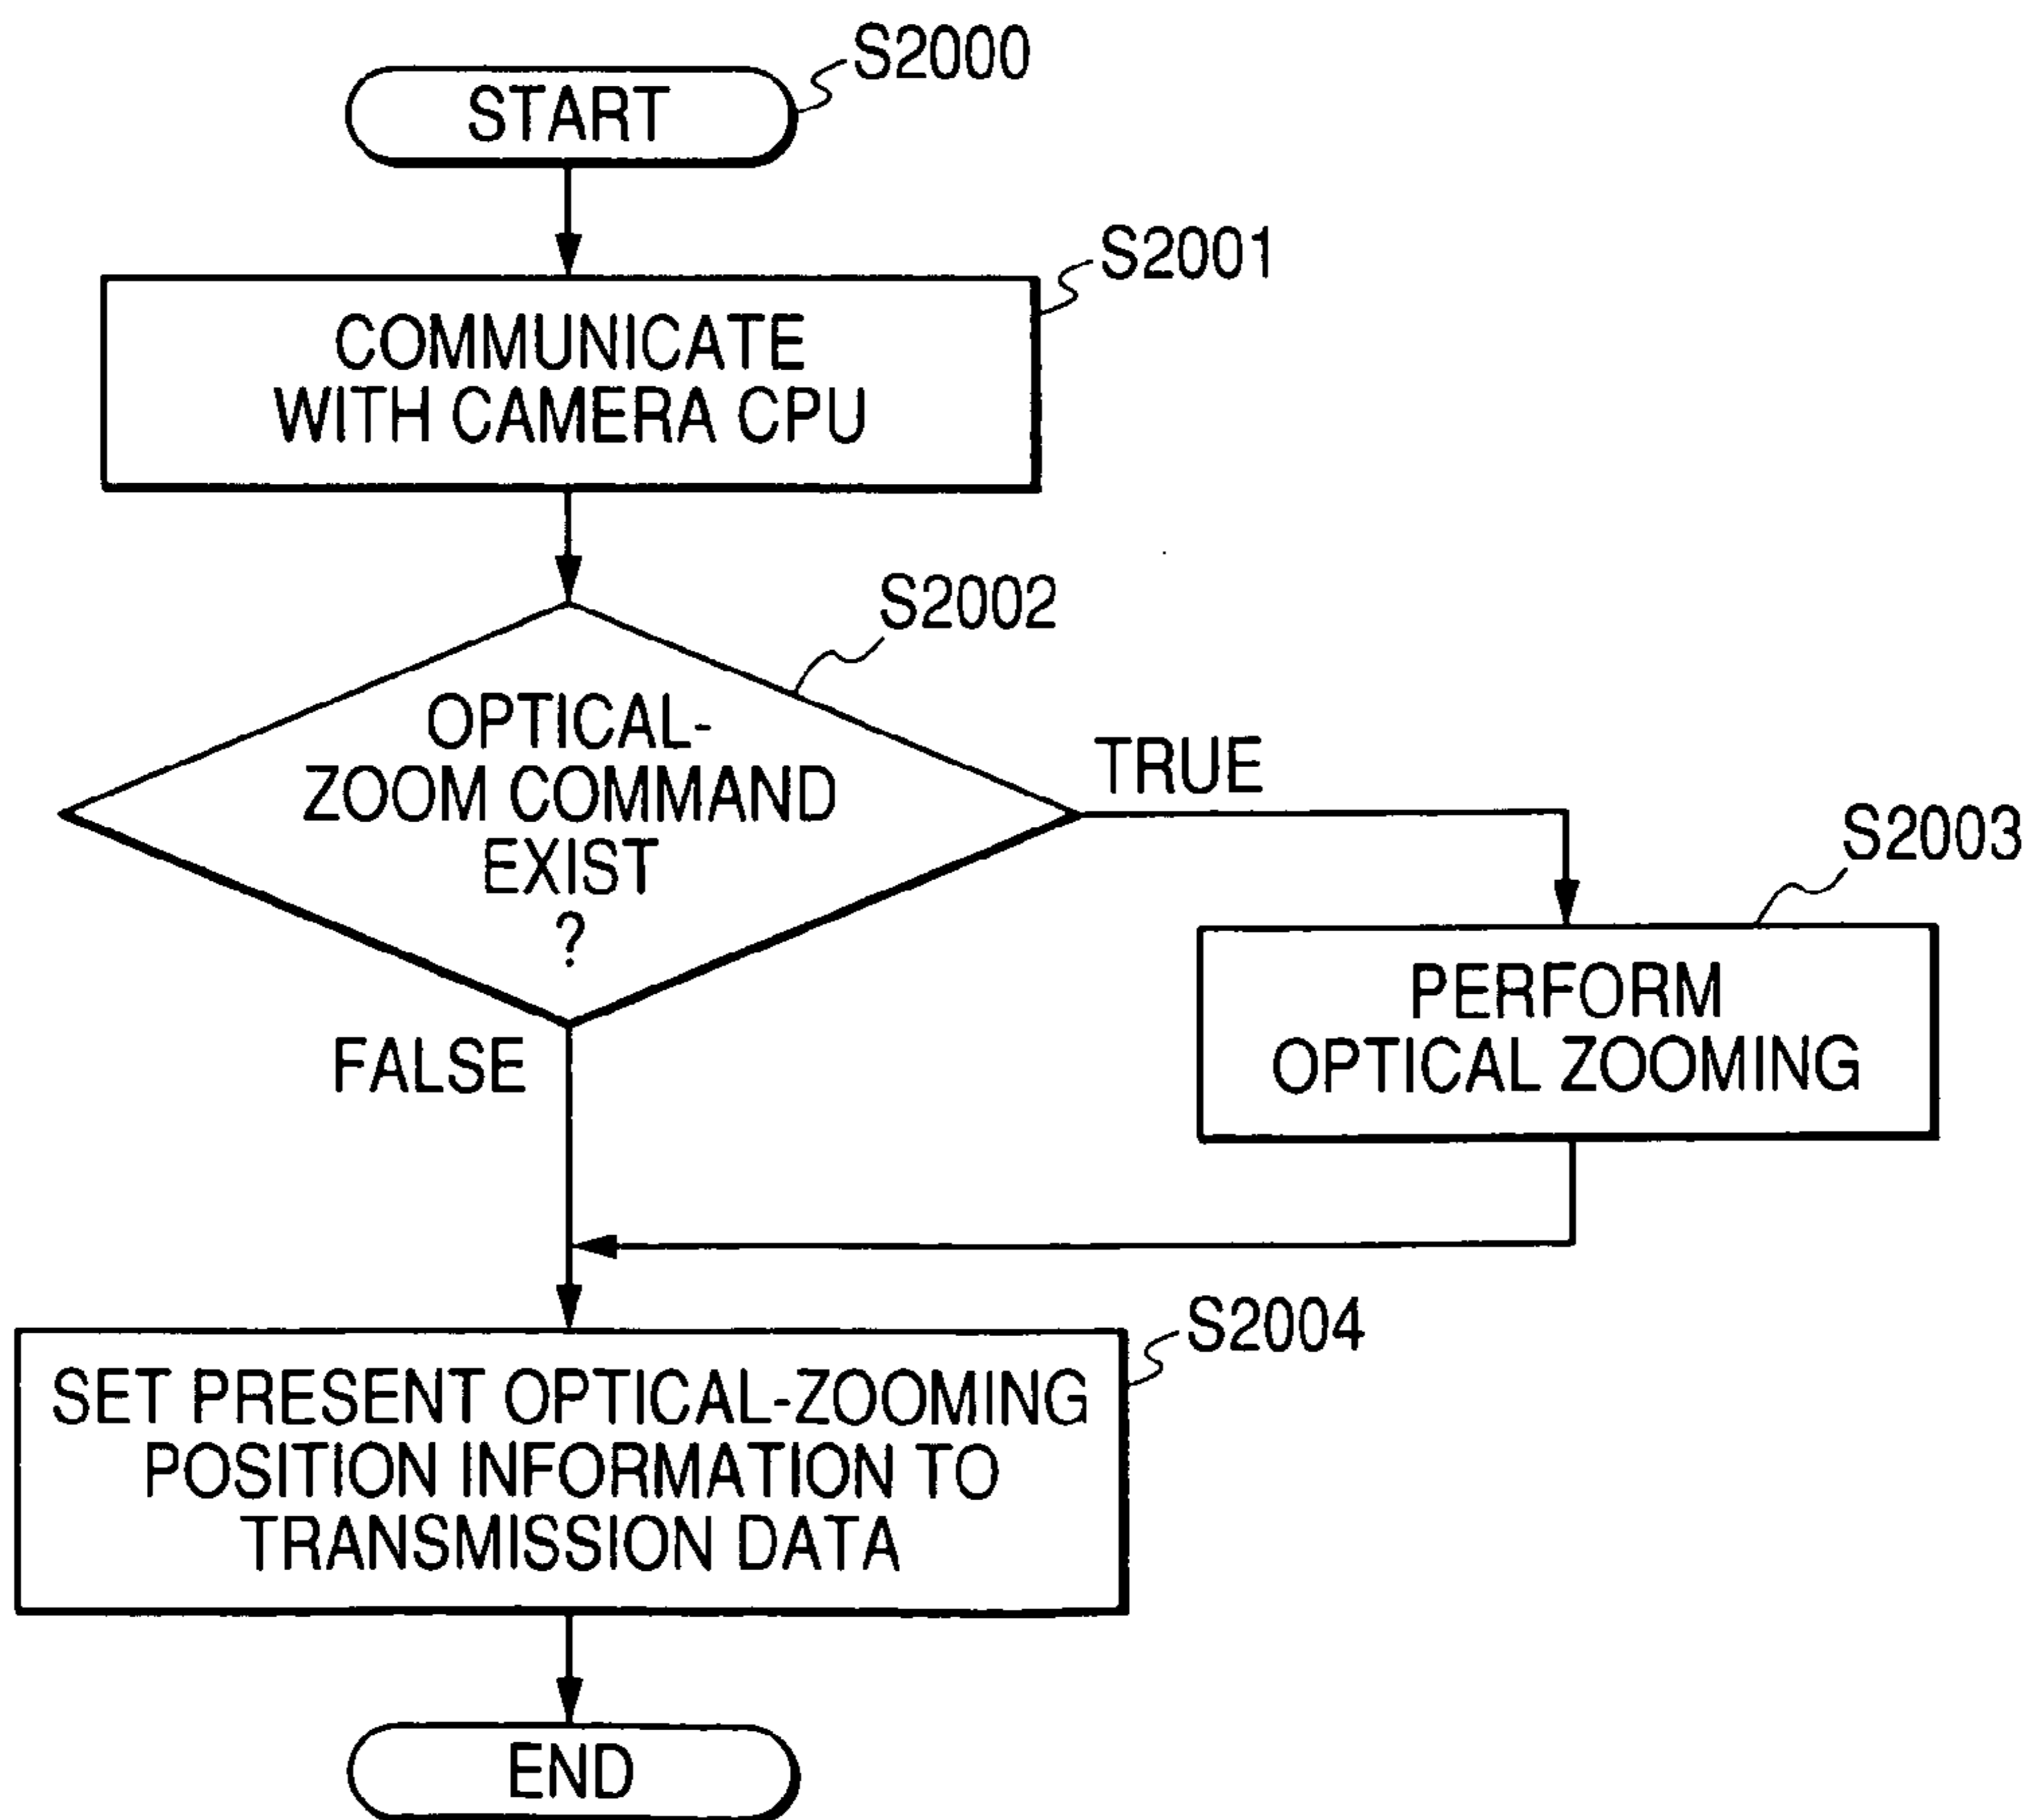 S2000
START
S2001
COMMUNICATE
WITH CAMERA CPU
S2002
OPTICAL-
ZOOM COMMAND
EXIST
?
TRUE
S2003
PERFORM
OPTICAL ZOOMING
FALSE
S2004
SET PRESENT OPTICAL-ZOOMING
POSITION INFORMATION TO
TRANSMISSION DATA
END